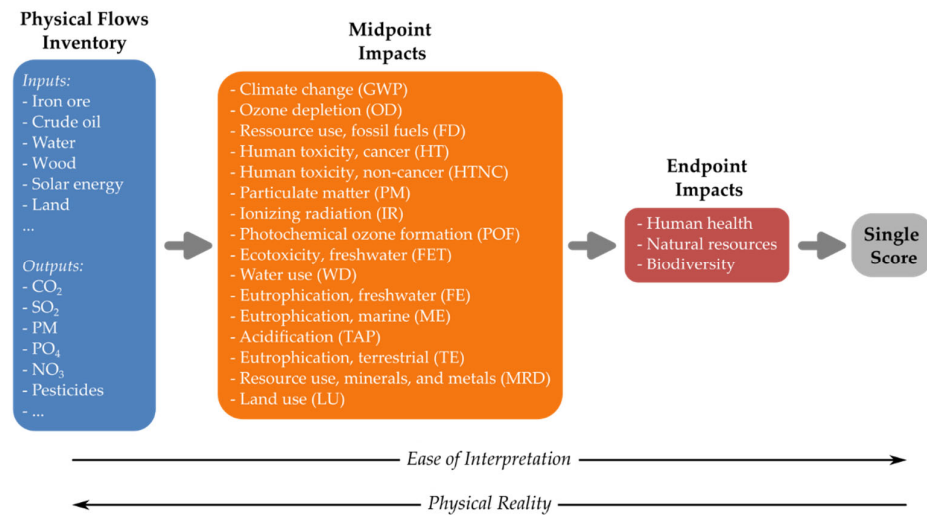 Physical Flows
Inventory
Inputs:
- Iron ore
- Crude oil
- Water
- Wood
- Solar energy
- Land
...
Outputs:
- CO₂
- SO₂
- PM
- PO₄
- NO₃
- Pesticides
- ...
Midpoint
Impacts
- Climate change (GWP)
- Ozone depletion (OD)
- Ressource use, fossil fuels (FD)
- Human toxicity, cancer (HT)
- Human toxicity, non-cancer (HTNC)
- Particulate matter (PM)
- Ionizing radiation (IR)
- Photochemical ozone formation (POF)
- Ecotoxicity, freshwater (FET)
- Water use (WD)
- Eutrophication, freshwater (FE)
- Eutrophication, marine (ME)
- Acidification (TAP)
- Eutrophication, terrestrial (TE)
- Resource use, minerals, and metals (MRD)
- Land use (LU)
Endpoint
Impacts
- Human health
- Natural resources
- Biodiversity
Single
Score
Ease of Interpretation
Physical Reality